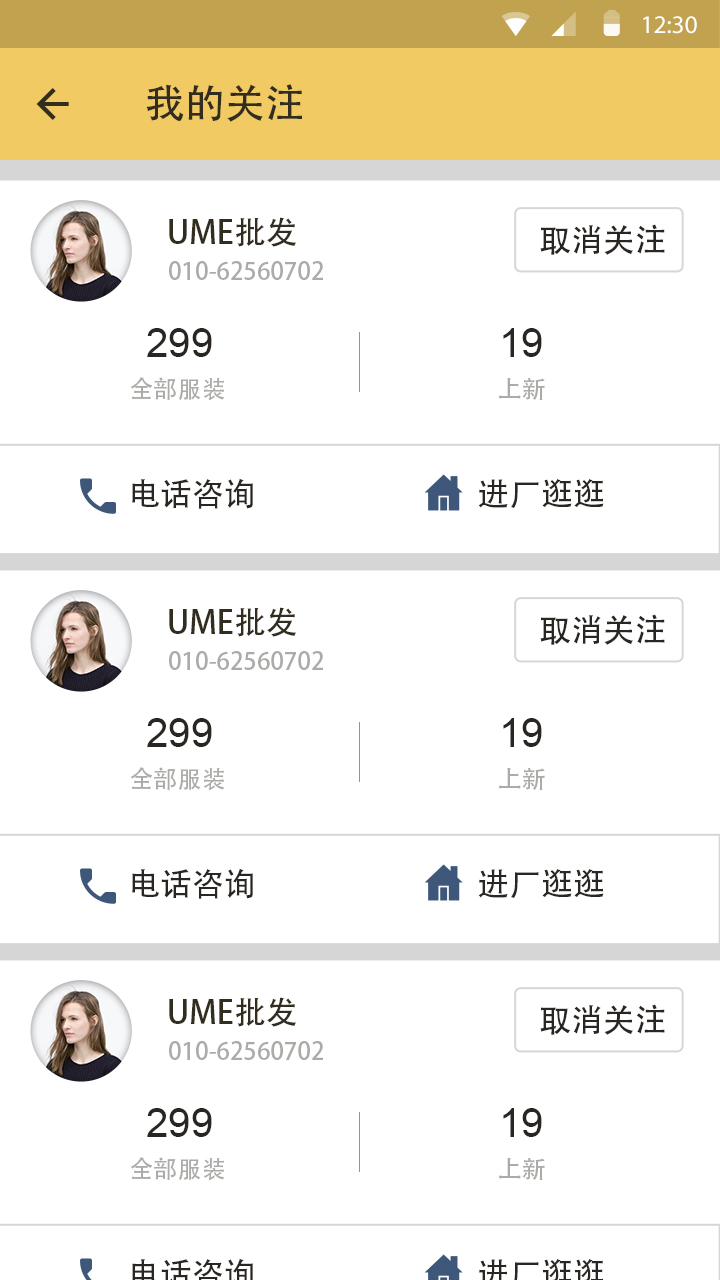 12:30
我的关注
UME批发
取消关注
010-62560702
299
19
全部服装
上新
电话咨询
进厂逛逛
UME批发
取消关注
010-62560702
299
19
全部服装
上新
电话咨询
进厂逛逛
UME批发
取消关注
010-62560702
299
19
全部服装
上新
电话咨询
进厂逛逛